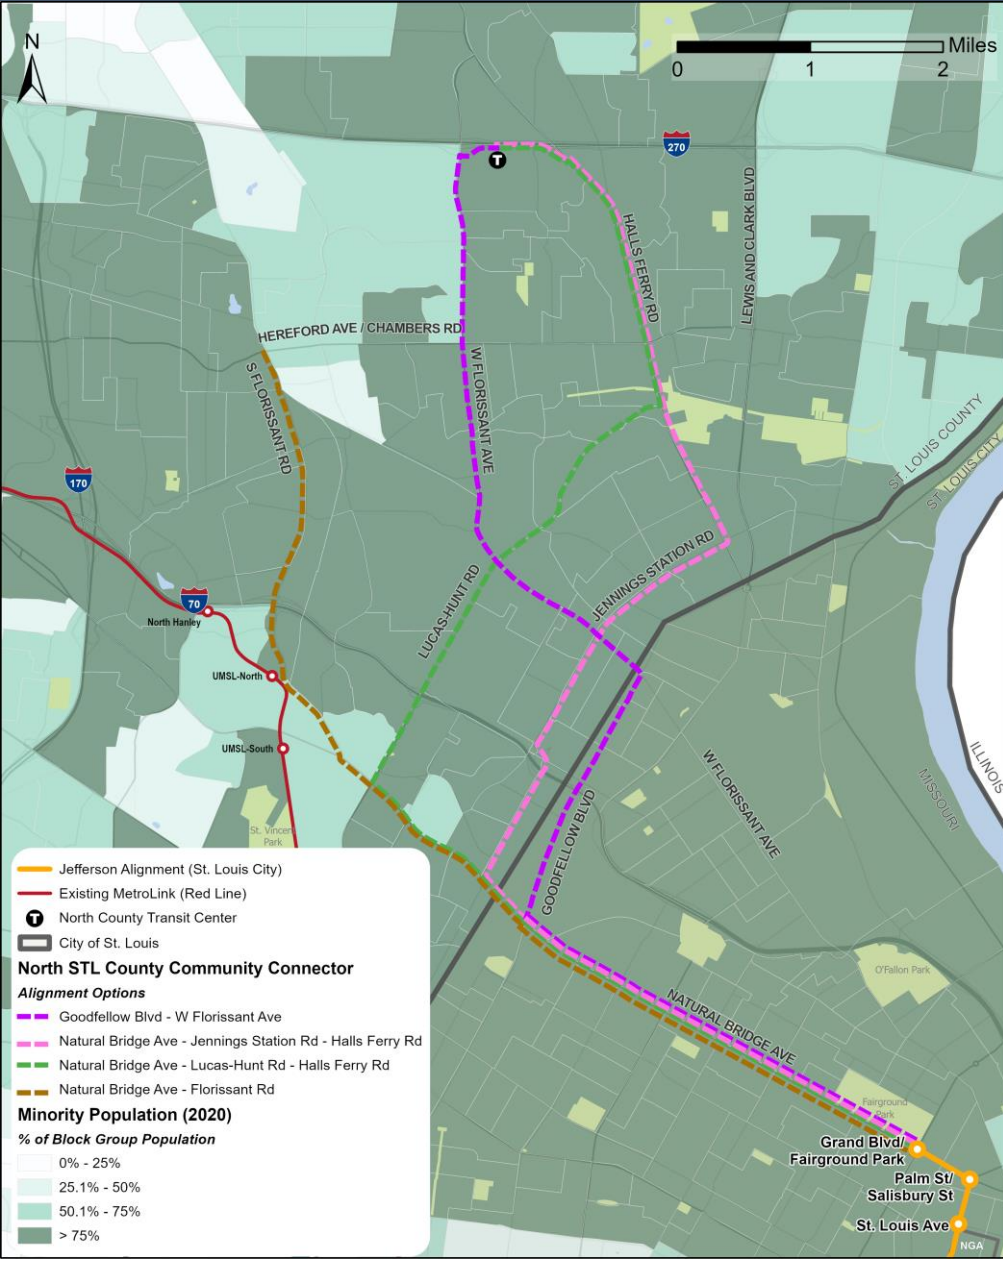 N
Miles
0 1 2
270
LEWIS AND CLARK BLVD
HALLS FERRY RD
HEREFORD AVE / CHAMBERS RD
S FLORISSANT RD
W FLORISSANT AVE
ST. LOUIS COUNTY
ST. LOUIS CITY
170
JENNINGS STATION RD
LUCAS-HUNT RD
70
North Hanley
UMSL-North
UMSL-South
W FLORISSANT AVE
ILLINOIS
MISSOURI
GOODFELLOW BLVD
St. Vincent
Park
O'Fallon Park
NATURAL BRIDGE AVE
Fairground
Park
Grand Blvd/
Fairground Park
Palm St/
Salisbury St
St. Louis Ave
NGA
Jefferson Alignment (St. Louis City)
Existing MetroLink (Red Line)
T North County Transit Center
City of St. Louis
North STL County Community Connector
Alignment Options
Goodfellow Blvd - W Florissant Ave
Natural Bridge Ave - Jennings Station Rd - Halls Ferry Rd
Natural Bridge Ave - Lucas-Hunt Rd - Halls Ferry Rd
Natural Bridge Ave - Florissant Rd
Minority Population (2020)
% of Block Group Population
0% - 25%
25.1% - 50%
50.1% - 75%
> 75%
T